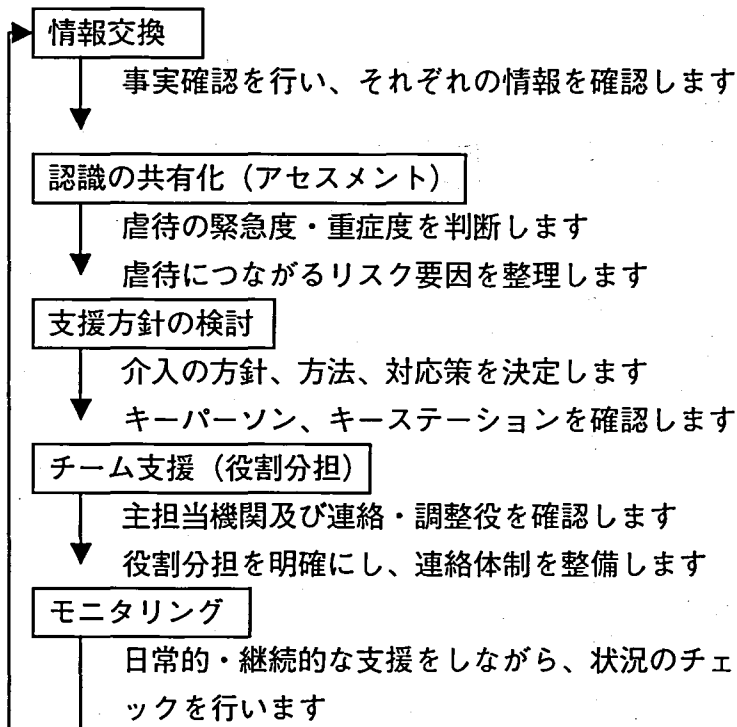 情報交換
事実確認を行い、それぞれの情報を確認します
認識の共有化（アセスメント）
虐待の緊急度・重症度を判断します
虐待につながるリスク要因を整理します
支援方針の検討
介入の方針、方法、対応策を決定します
キーパーソン、キーステーションを確認します
チーム支援（役割分担）
主担当機関及び連絡・調整役を確認します
役割分担を明確にし、連絡体制を整備します
モニタリング
日常的・継続的な支援をしながら、状況のチェ
ックを行います